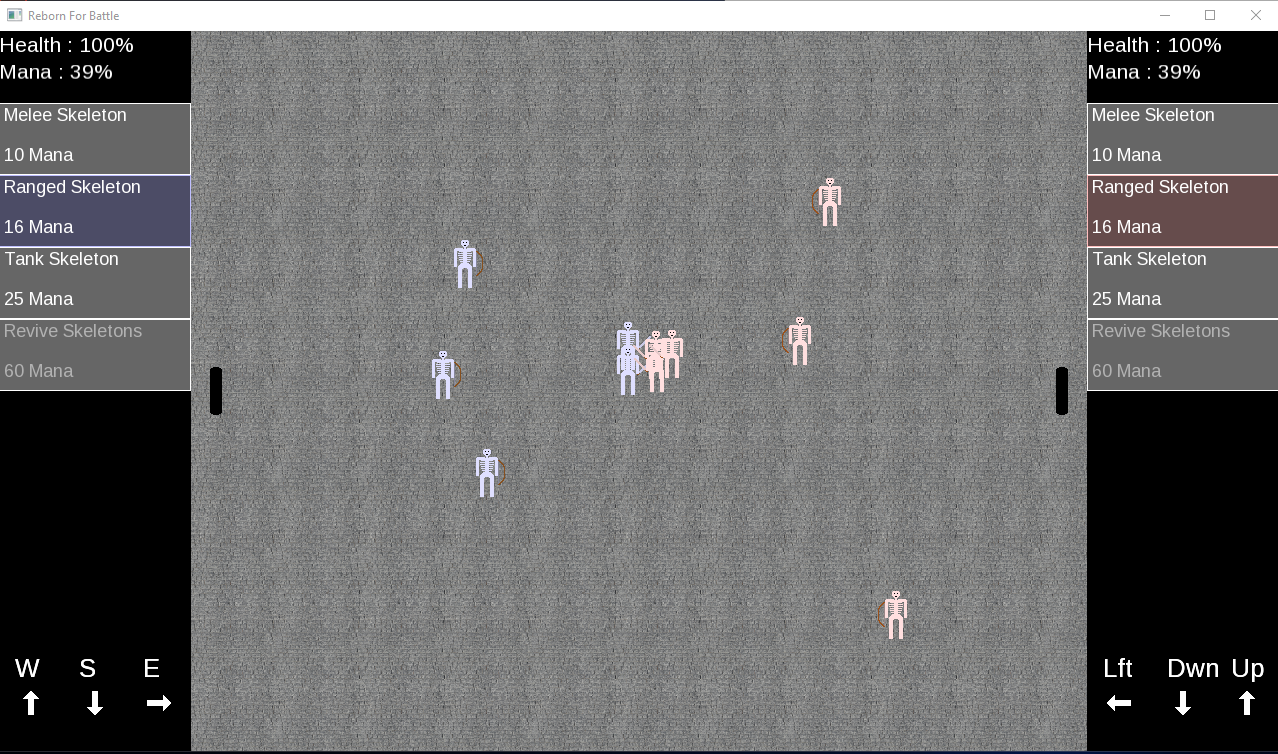 Reborn For Battle
Health : 100%
Mana : 39%
Melee Skeleton
10 Mana
Ranged Skeleton
16 Mana
Tank Skeleton
25 Mana
Revive Skeletons
60 Mana
W S E
Health : 100%
Mana : 39%
Melee Skeleton
10 Mana
Ranged Skeleton
16 Mana
Tank Skeleton
25 Mana
Revive Skeletons
60 Mana
Lft Dwn Up